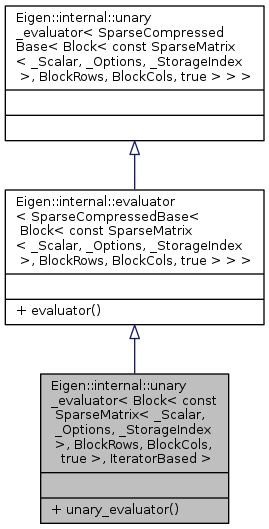 Eigen::internal::unary
_evaluator< SparseCompressed
Base< Block< const SparseMatrix
< _Scalar, _Options, _StorageIndex
>, BlockRows, BlockCols, true > > >
Eigen::internal::evaluator
< SparseCompressedBase<
Block< const SparseMatrix
< _Scalar, _Options, _StorageIndex
>, BlockRows, BlockCols, true > > >
+ evaluator()
Eigen::internal::unary
_evaluator< Block< const
SparseMatrix< _Scalar,
_Options, _StorageIndex
>, BlockRows, BlockCols,
true >, IteratorBased >
+ unary_evaluator()